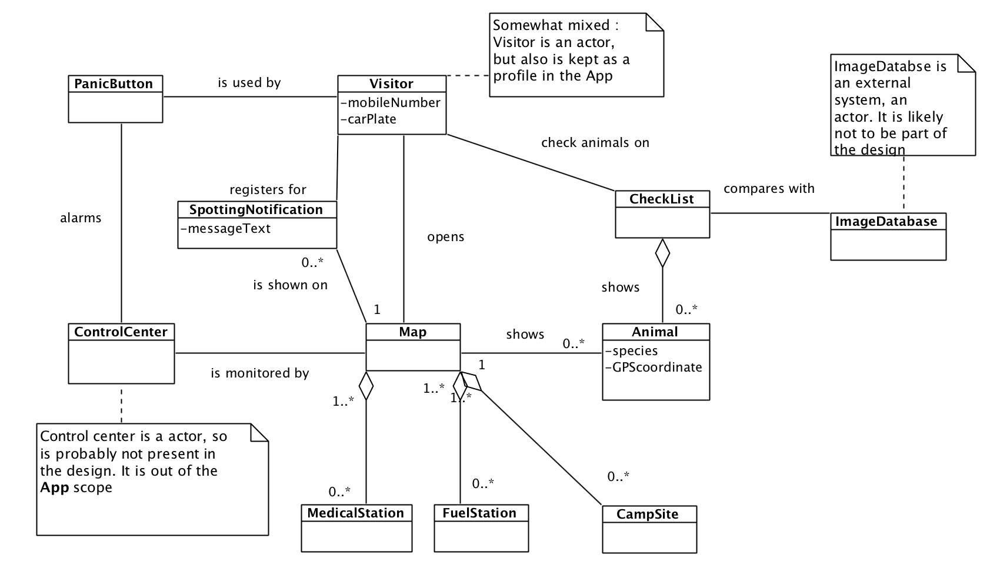 Somewhat mixed :
Visitor is an actor,
but also is kept as a
profile in the App
ImageDatabse is
an external
system, an
actor. It is likely
not to be part of
the design
PanicButton
is used by
Visitor
-mobileNumber
-carPlate
check animals on
registers for
SpottingNotification
-messageText
CheckList
compares with
ImageDatabase
alarms
opens
0..*
is shown on
1
shows
0..*
ControlCenter
Map
shows
0..*
Animal
-species
-GPScoordinate
is monitored by
1
1..*
1..*
1..*
Control center is a actor, so
is probably not present in
the design. It is out of the
App scope
0..*
0..*
0..*
MedicalStation
FuelStation
CampSite